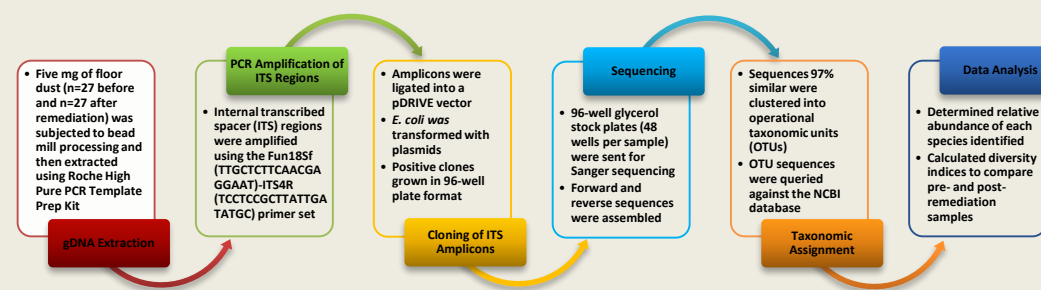 • Five mg of floor
dust (n=27 before
and n=27 after
remediation) was
subjected to bead
mill processing and
then extracted
using Roche High
Pure PCR Template
Prep Kit
gDNA Extraction
PCR Amplification of
ITS Regions
• Internal transcribed
spacer (ITS) regions
were amplified
using the Fun18Sf
(TTGCTCTTCAACGA
GGAAT)-ITS4R
(TCCTCCGCTTATTGA
TATGC) primer set
• Amplicons were
ligated into a
pDRIVE vector
• E. coli was
transformed with
plasmids
• Positive clones
grown in 96-well
plate format
Cloning of ITS
Amplicons
Sequencing
• 96-well glycerol
stock plates (48
wells per sample)
were sent for
Sanger sequencing
• Forward and
reverse sequences
were assembled
• Sequences 97%
similar were
clustered into
operational
taxonomic units
(OTUs)
• OTU sequences
were queried
against the NCBI
database
Taxonomic
Assignment
Data Analysis
• Determined relative
abundance of each
species identified
• Calculated diversity
indices to compare
pre- and post-
remediation
samples